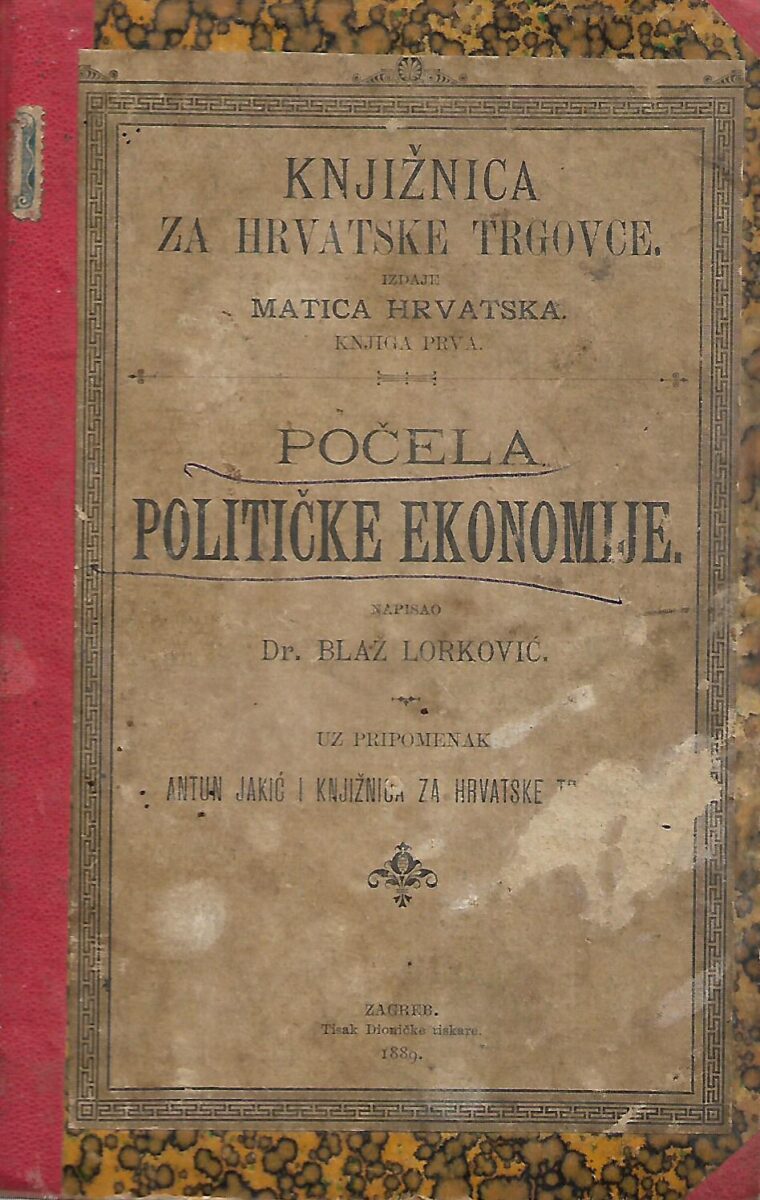 KNJIŽNICA
ZA HRVATSKE TRGOVCE.
IZDAJE
MATICA HRVATSKA.
KNJIGA PRVA.
POČELA
POLITIČKE EKONOMIJE.
NAPISAO
Dr. BLAŽ LORKOVIĆ.
UZ PRIPOMENAK
ANTUN JAKIĆ I KNJIŽNICA ZA HRVATSKE
ZAGREB.
Tisak Dioničke tiskare.
1889.